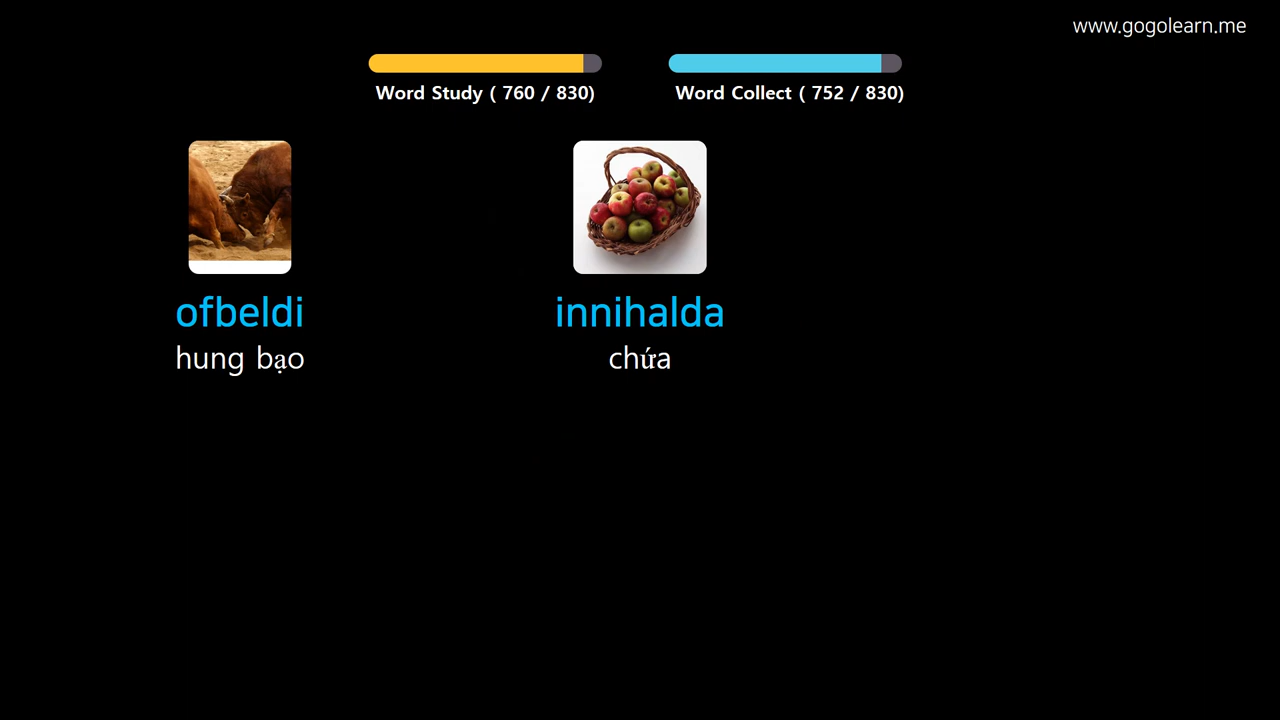 www.gogolearn.me
Word Study ( 760 / 830)
Word Collect ( 752 / 830)
ofbeldi
hung bạo
innihalda
chứa